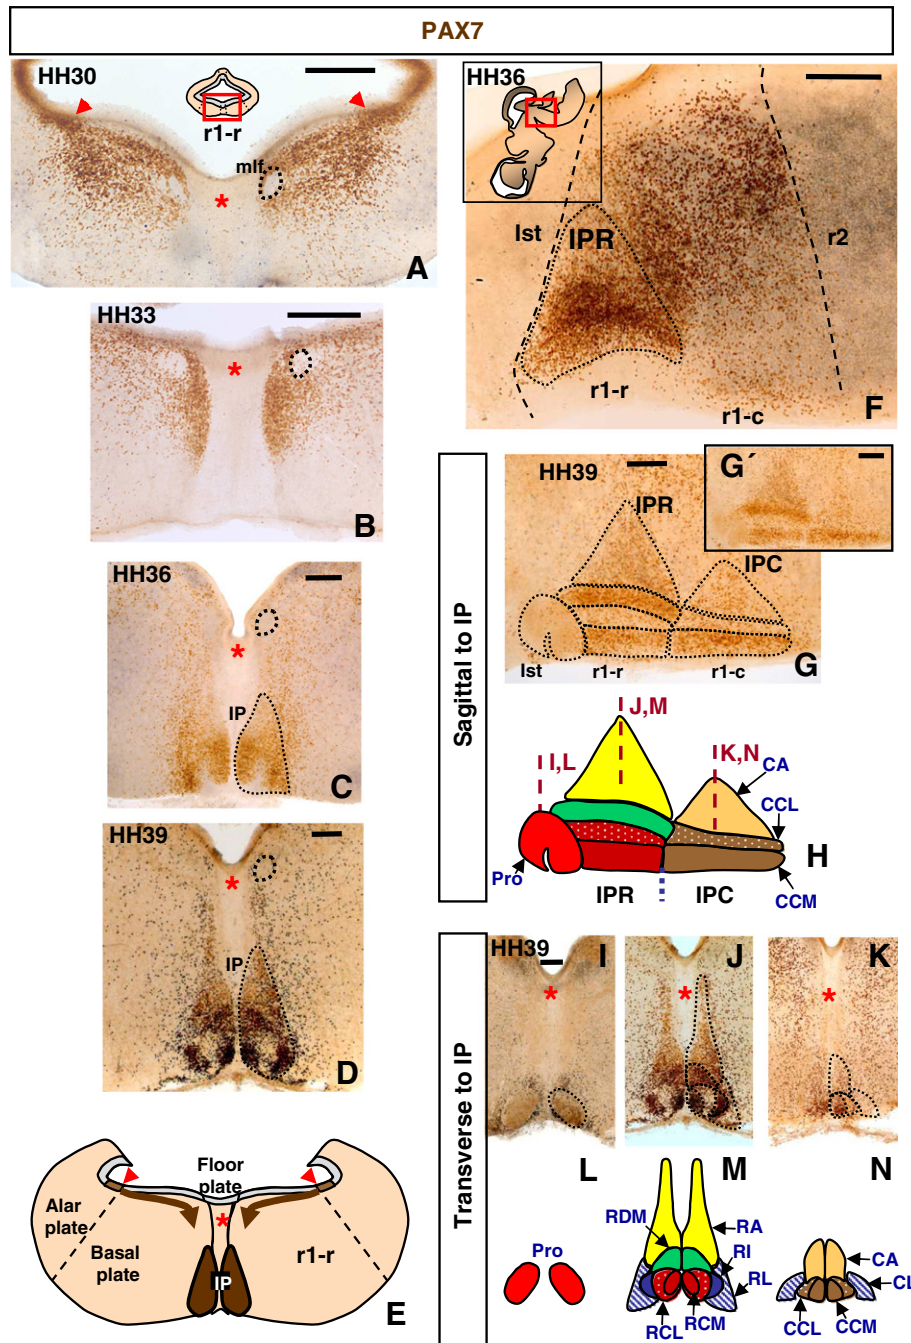 PAX7
HH30
r1-r
mlf
*
A
HH33
*
B
HH36
*
IP
C
HH39
*
IP
D
Floor
plate
Alar
plate
Basal
plate
*
r1-r
IP
E
HH36
Ist
IPR
r2
r1-r
r1-c
F
Sagittal to IP
HH39
G´
IPR
IPC
Ist
r1-r
r1-c
G
J,M
I,L
K,N
CA
CCL
H
Pro
IPR
IPC
CCM
Transverse to IP
HH39
I
J
K
*
*
*
L
M
N
Pro
RDM
RA
RI
RL
RCL
RCM
CA
CL
CCL
CCM